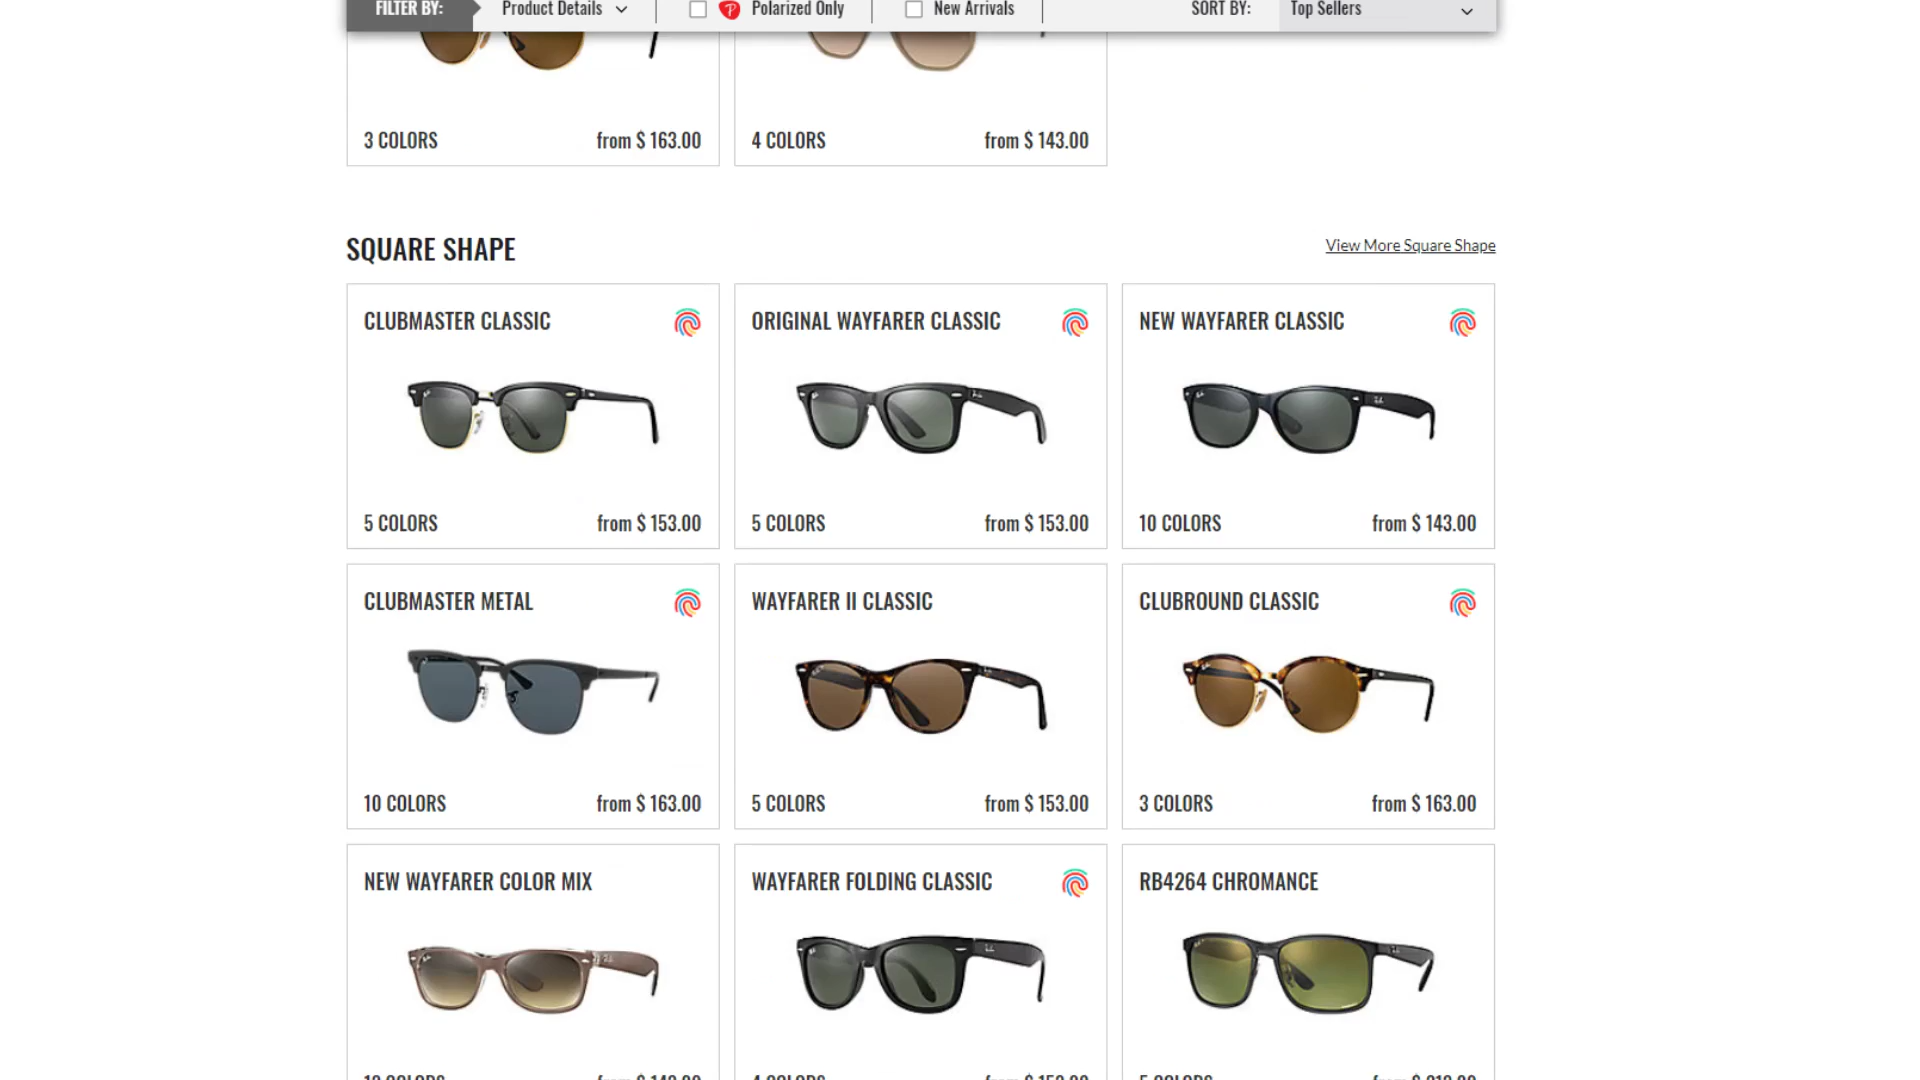 FILTER BY:
Product Details
Polarized Only
New Arrivals
SORT BY:
Top Sellers
3 COLORS
from $ 163.00
4 COLORS
from $ 143.00
SQUARE SHAPE
View More Square Shape
CLUBMASTER CLASSIC
5 COLORS
from $ 153.00
ORIGINAL WAYFARER CLASSIC
5 COLORS
from $ 153.00
NEW WAYFARER CLASSIC
10 COLORS
from $ 143.00
CLUBMASTER METAL
10 COLORS
from $ 163.00
WAYFARER II CLASSIC
5 COLORS
from $ 153.00
CLUBROUND CLASSIC
3 COLORS
from $ 163.00
NEW WAYFARER COLOR MIX
WAYFARER FOLDING CLASSIC
RB4264 CHROMANCE